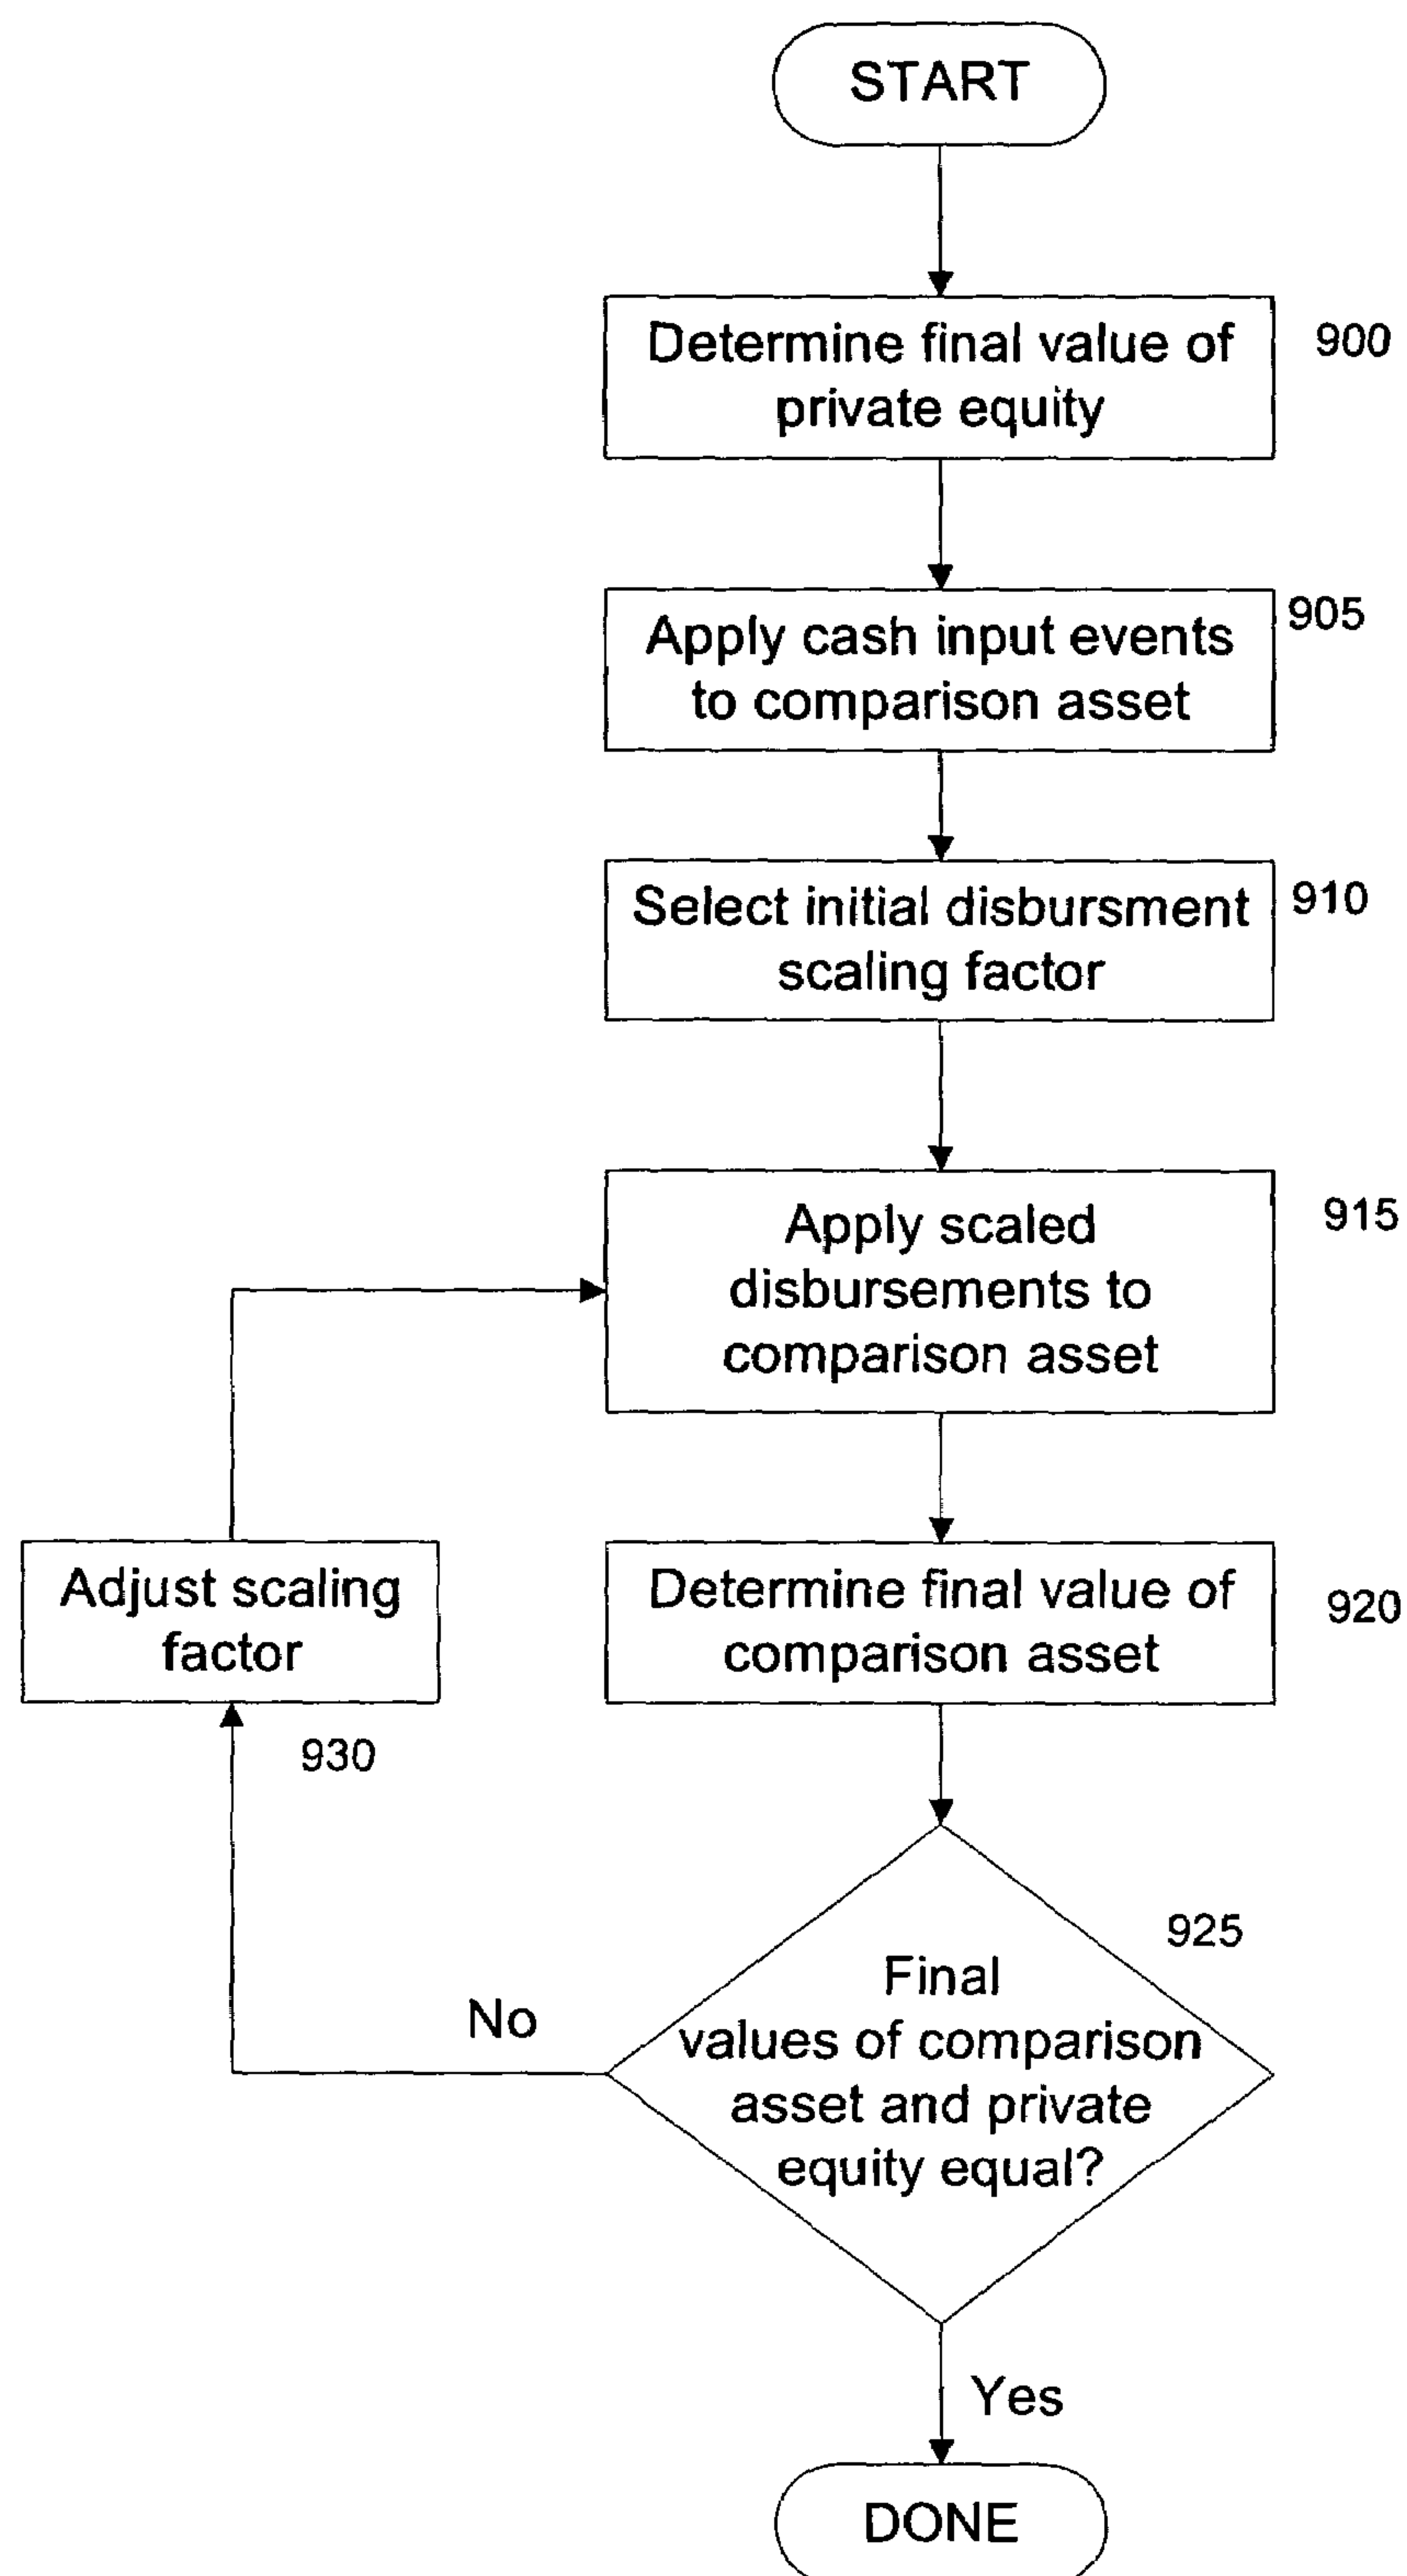 START
Determine final value of
private equity
900
Apply cash input events
to comparison asset
905
Select initial disbursment
scaling factor
910
Apply scaled
disbursements to
comparison asset
915
Adjust scaling
factor
930
Determine final value of
comparison asset
920
Final
values of comparison
asset and private
equity equal?
925
No
Yes
DONE